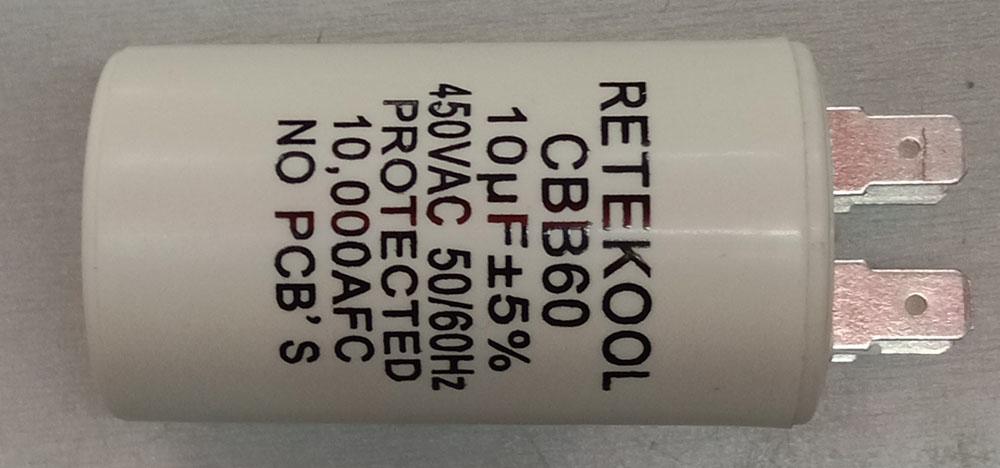 RETEKOOL
CBB60
10µF±5%
450VAC 50/60Hz
PROTECTED
10,000AFC
NO PCB'S